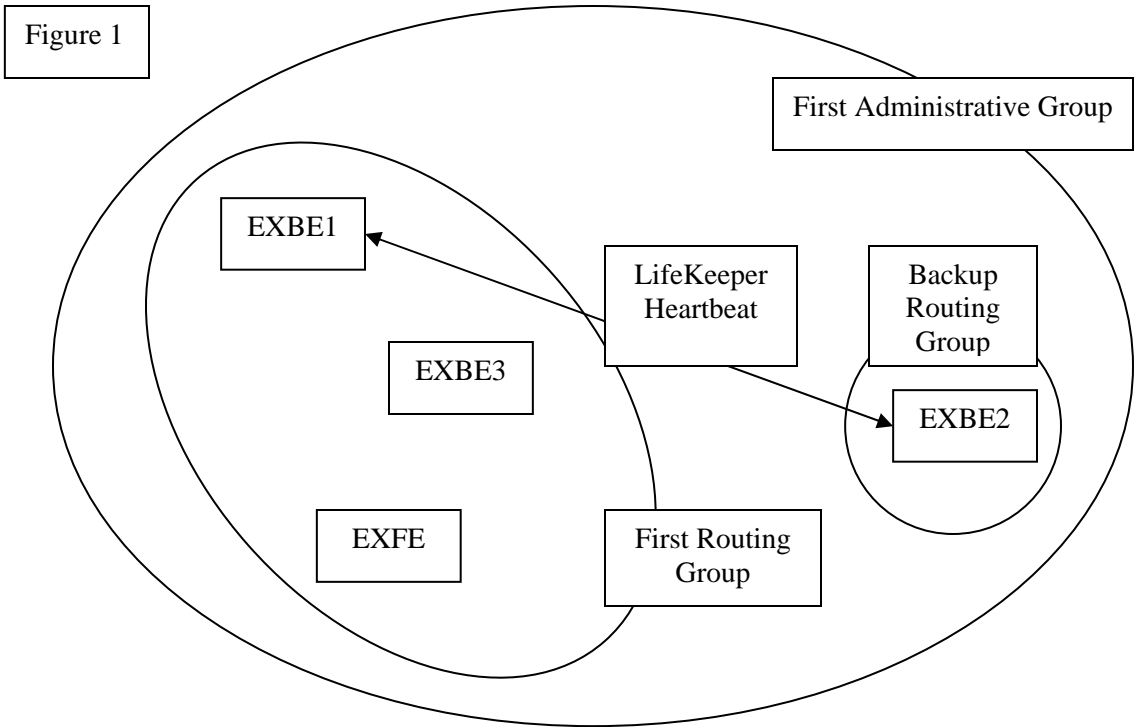 Figure 1
First Administrative Group
EXBE1
LifeKeeper
Heartbeat
Backup
Routing
Group
EXBE3
EXBE2
EXFE
First Routing
Group